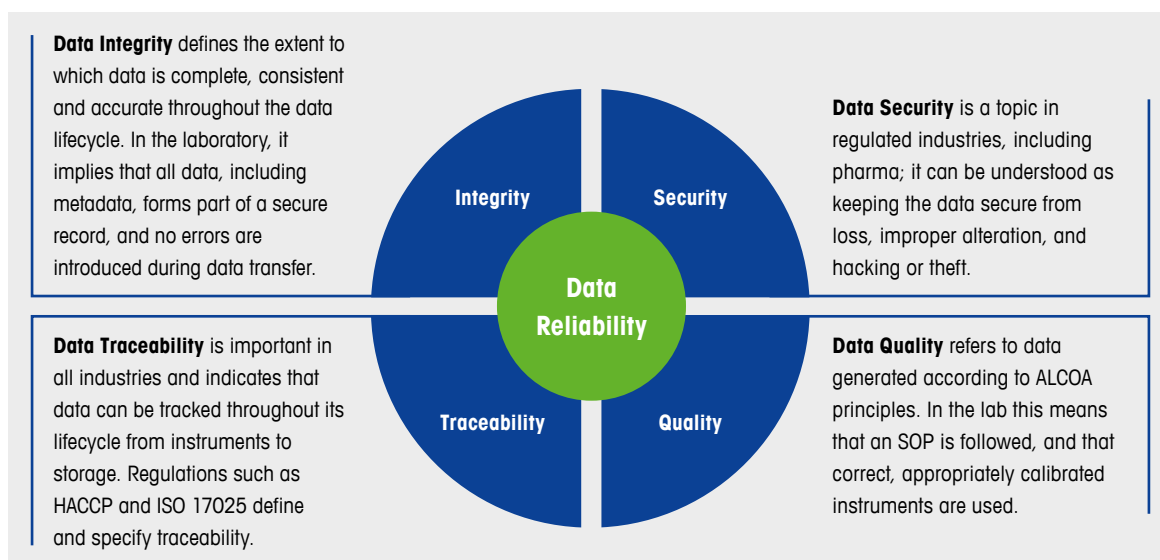 Data Integrity defines the extent to
which data is complete, consistent
and accurate throughout the data
lifecycle. In the laboratory, it
implies that all data, including
metadata, forms part of a secure
record, and no errors are
introduced during data transfer.
Integrity
Security
Data Security is a topic in
regulated industries, including
pharma; it can be understood as
keeping the data secure from
loss, improper alteration, and
hacking or theft.
Data
Reliability
Data Traceability is important in
all industries and indicates that
data can be tracked throughout its
lifecycle from instruments to
storage. Regulations such as
HACCP and ISO 17025 define
and specify traceability.
Traceability
Quality
Data Quality refers to data
generated according to ALCOA
principles. In the lab this means
that an SOP is followed, and that
correct, appropriately calibrated
instruments are used.